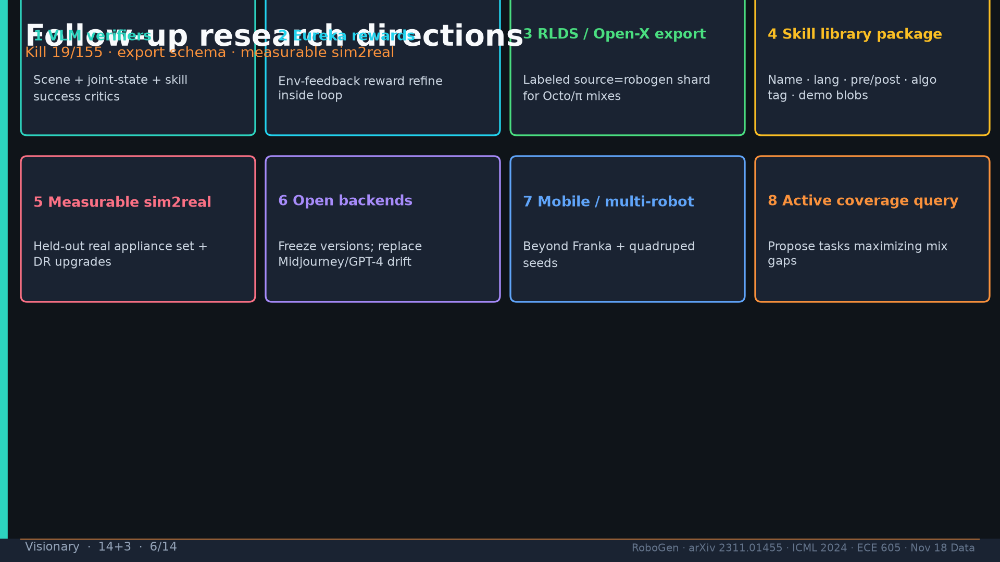 Follow-up research directions
Kill 19/155 · export schema · measurable sim2real
1 VLM verifiers
Scene + joint-state + skill
success critics
2 Eureka rewards
Env-feedback reward refine
inside loop
3 RLDS / Open-X export
Labeled source=robogen shard
for Octo/π mixes
4 Skill library package
Name · lang · pre/post · algo
tag · demo blobs
5 Measurable sim2real
Held-out real appliance set +
DR upgrades
6 Open backends
Freeze versions; replace
Midjourney/GPT-4 drift
7 Mobile / multi-robot
Beyond Franka + quadruped
seeds
8 Active coverage query
Propose tasks maximizing mix
gaps
Visionary · 14+3 · 6/14
RoboGen · arXiv 2311.01455 · ICML 2024 · ECE 605 · Nov 18 Data